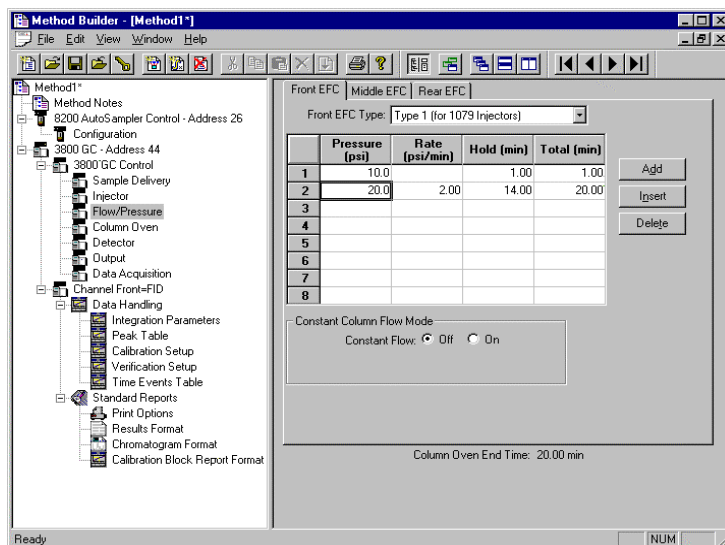 Method Builder - [Method1*]
File Edit View Window Help
Method1*
Method Notes
8200 AutoSampler Control - Address 26
Configuration
3800 GC - Address 44
3800 GC Control
Sample Delivery
Injector
Flow/Pressure
Column Oven
Detector
Output
Data Acquisition
Channel Front=FID
Data Handling
Integration Parameters
Peak Table
Calibration Setup
Verification Setup
Time Events Table
Standard Reports
Print Options
Results Format
Chromatogram Format
Calibration Block Report Format
Front EFC Middle EFC Rear EFC
Front EFC Type: Type 1 (for 1079 Injectors)
Pressure (psi) Rate (psi/min) Hold (min) Total (min)
1 10.0 1.00 1.00
2 20.0 2.00 14.00 20.00
3
4
5
6
7
8
Add
Insert
Delete
Constant Column Flow Mode
Constant Flow: Off On
Column Oven End Time: 20.00 min
Ready NUM